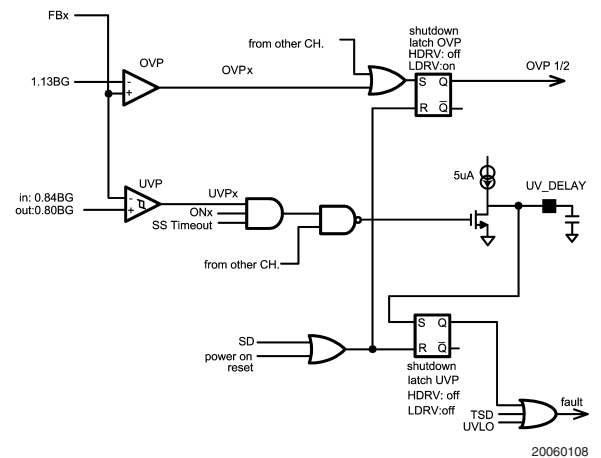 FBx
OVP
1.13BG
-
+
OVPx
from other CH.
shutdown
latch OVP
HDRV: off
LDRV:on
S Q
R Q̅
OVP 1/2
UVP
in: 0.84BG
out:0.80BG
-
+
UVPx
ONx
SS Timeout
from other CH.
5uA
UV_DELAY
SD
power on
reset
S Q
R Q̅
shutdown
latch UVP
HDRV: off
LDRV:off
TSD
UVLO
fault
20060108